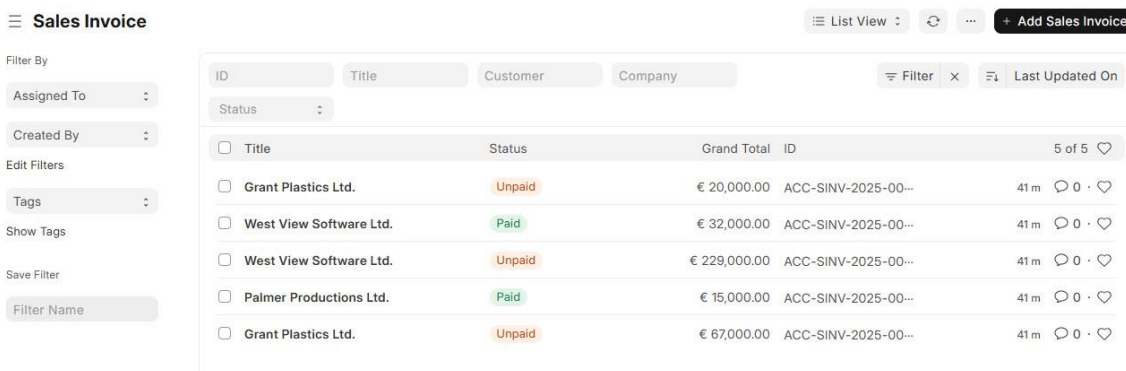 Sales Invoice
List View
...
+ Add Sales Invoice
Filter By
Assigned To
Created By
Edit Filters
Tags
Show Tags
Save Filter
Filter Name
ID Title Customer Company
Filter × Last Updated On
Status
Title Status Grand Total ID 5 of 5
Grant Plastics Ltd. Unpaid € 20,000.00 ACC-SINV-2025-00... 41 m 0 ·
West View Software Ltd. Paid € 32,000.00 ACC-SINV-2025-00... 41 m 0 ·
West View Software Ltd. Unpaid € 229,000.00 ACC-SINV-2025-00... 41 m 0 ·
Palmer Productions Ltd. Paid € 15,000.00 ACC-SINV-2025-00... 41 m 0 ·
Grant Plastics Ltd. Unpaid € 67,000.00 ACC-SINV-2025-00... 41 m 0 ·